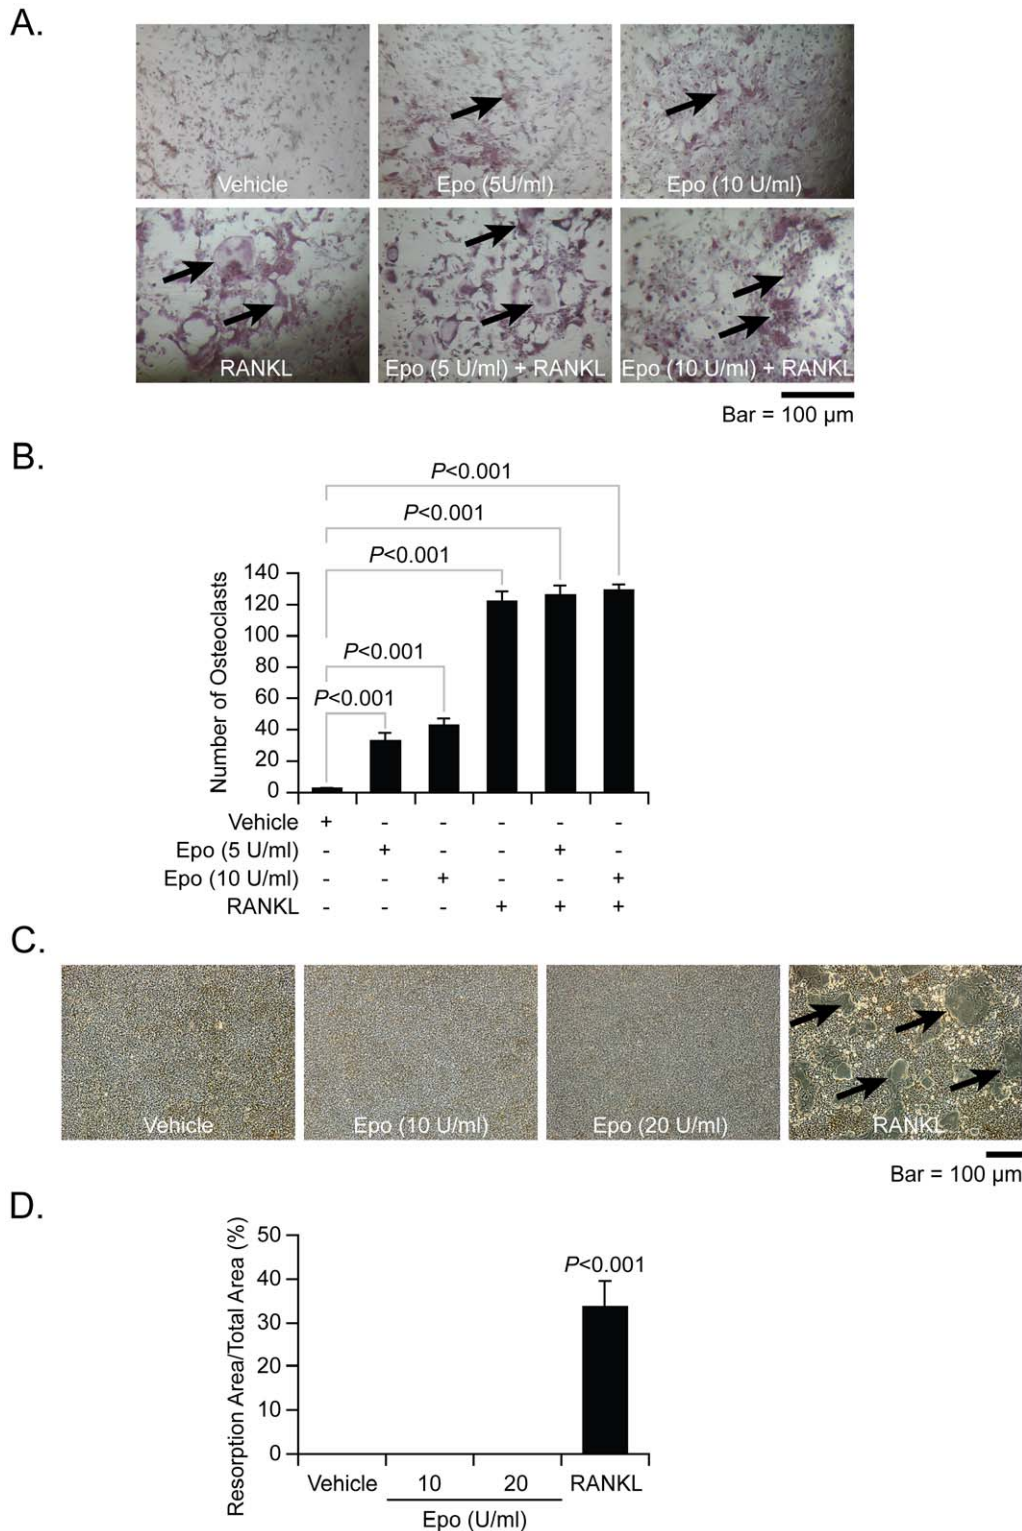 A.
Vehicle
Epo (5U/ml)
Epo (10 U/ml)
RANKL
Epo (5 U/ml) + RANKL
Epo (10 U/ml) + RANKL
Bar = 100 µm
B.
P<0.001
P<0.001
P<0.001
P<0.001
P<0.001
Number of Osteoclasts
140
120
100
80
60
40
20
0
Vehicle + - - - - -
Epo (5 U/ml) - + - - + -
Epo (10 U/ml) - - + - - +
RANKL - - - + + +
C.
Vehicle
Epo (10 U/ml)
Epo (20 U/ml)
RANKL
Bar = 100 µm
D.
Resorption Area/Total Area (%)
50
40
30
20
10
0
P<0.001
Vehicle 10 20 RANKL
Epo (U/ml)